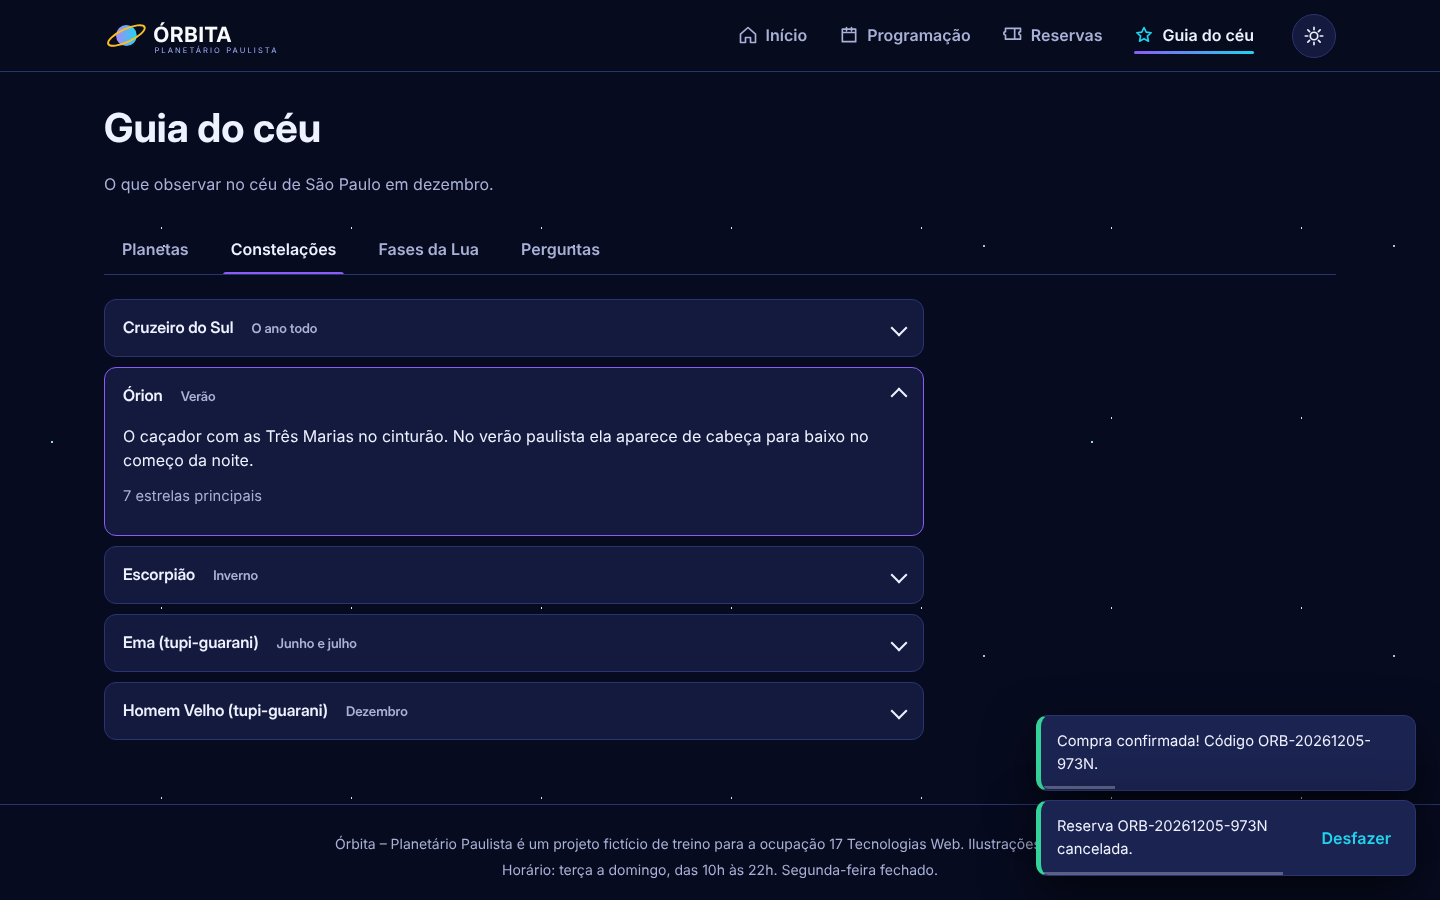 ÓRBITA
PLANETÁRIO PAULISTA
Início
Programação
Reservas
Guia do céu
Guia do céu
O que observar no céu de São Paulo em dezembro.
Planetas
Constelações
Fases da Lua
Perguntas
Cruzeiro do Sul O ano todo
Órion Verão
O caçador com as Três Marias no cinturão. No verão paulista ela aparece de cabeça para baixo no
começo da noite.
7 estrelas principais
Escorpião Inverno
Ema (tupi-guarani) Junho e julho
Homem Velho (tupi-guarani) Dezembro
Compra confirmada! Código ORB-20261205-
973N.
Reserva ORB-20261205-973N
cancelada.
Desfazer
Órbita – Planetário Paulista é um projeto fictício de treino para a ocupação 17 Tecnologias Web. Ilustrações
Horário: terça a domingo, das 10h às 22h. Segunda-feira fechado.